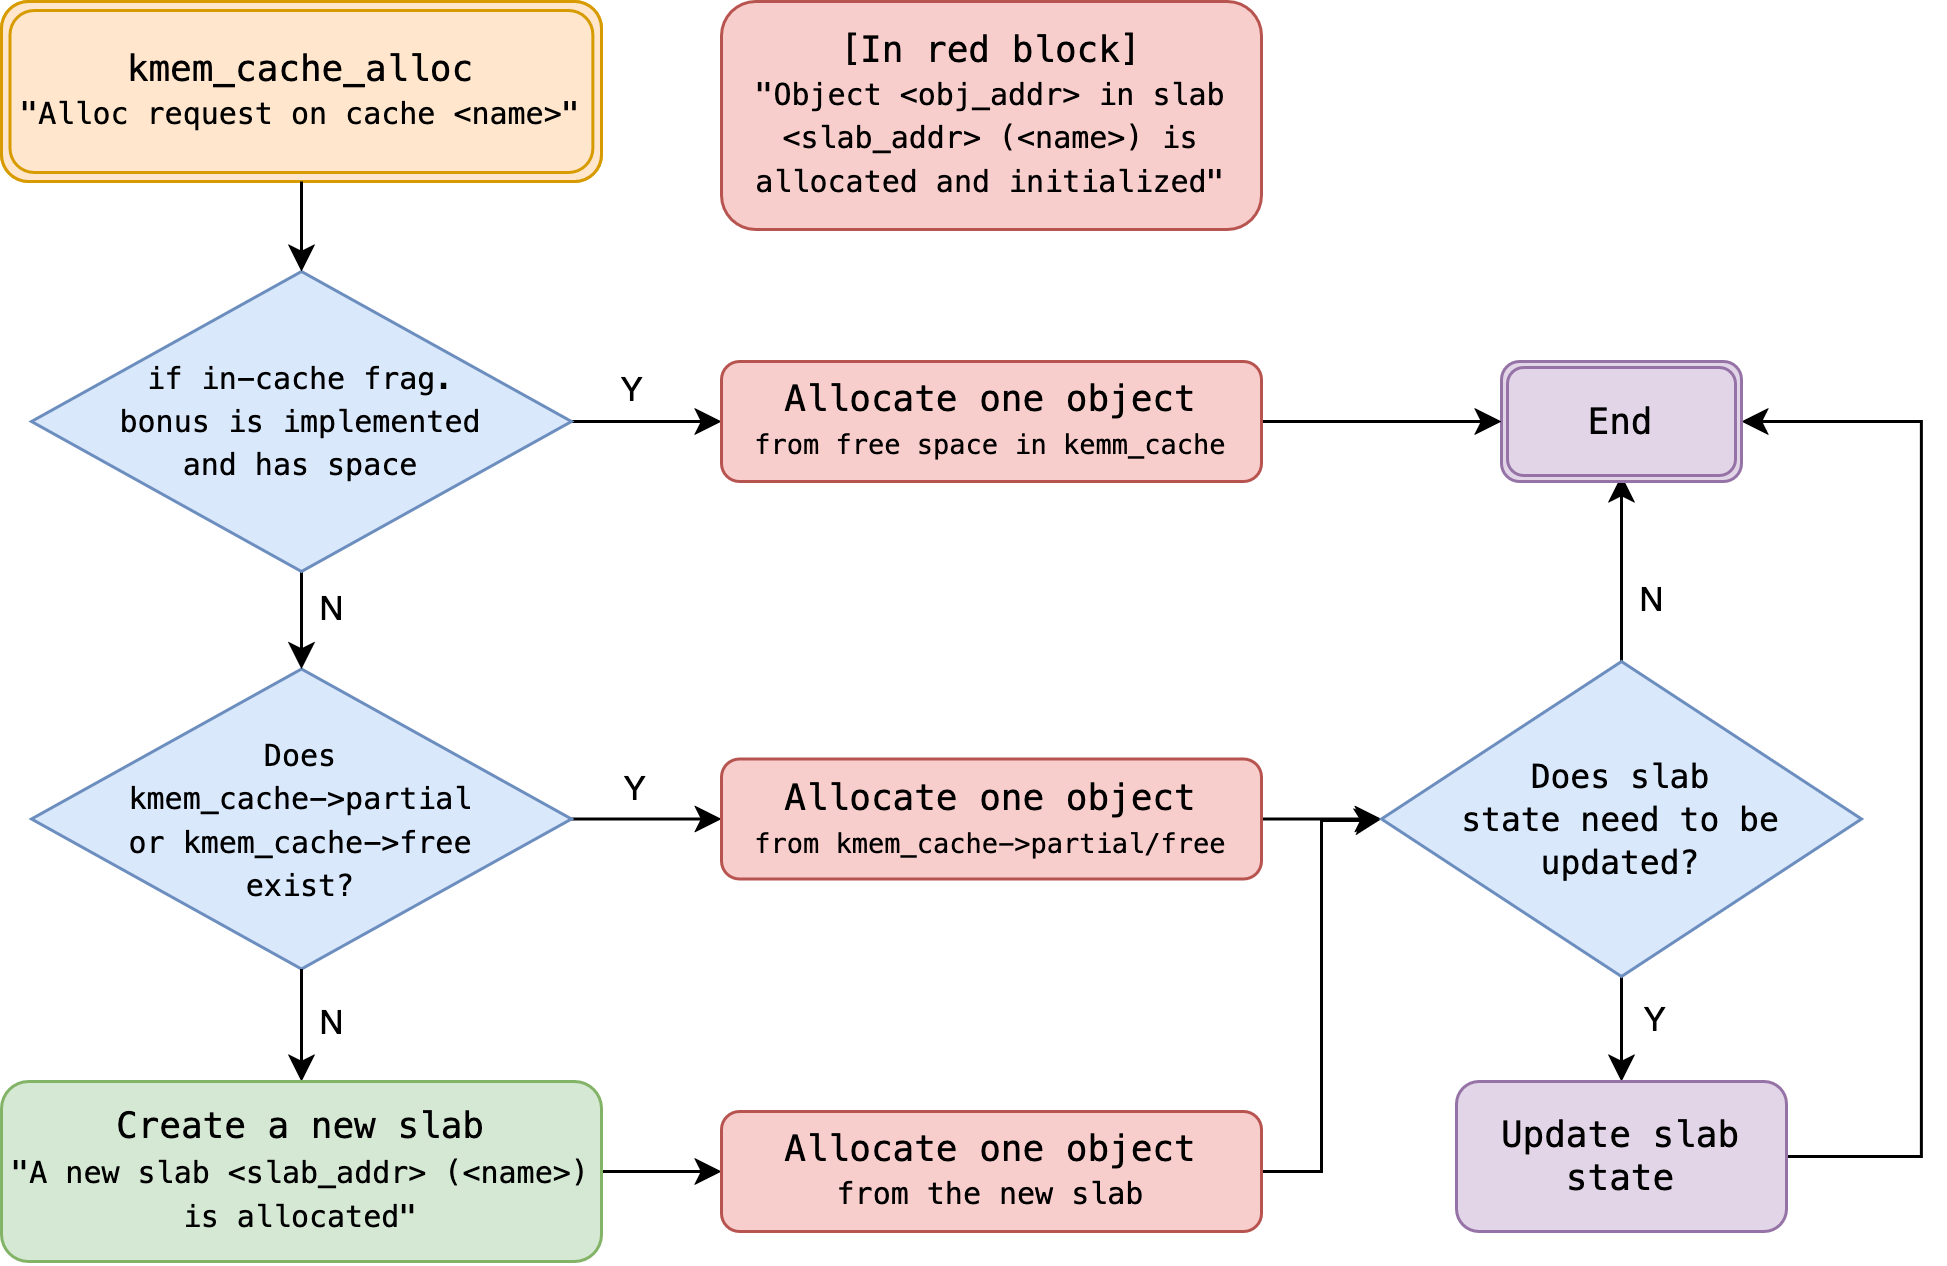 kmem_cache_alloc
"Alloc request on cache <name>"
[In red block]
"Object <obj_addr> in slab
<slab_addr> (<name>) is
allocated and initialized"
if in-cache frag.
bonus is implemented
and has space
Y
Allocate one object
from free space in kemm_cache
End
N
N
Does
kmem_cache->partial
or kmem_cache->free
exist?
Y
Allocate one object
from kmem_cache->partial/free
Does slab
state need to be
updated?
N
Y
Create a new slab
"A new slab <slab_addr> (<name>)
is allocated"
Allocate one object
from the new slab
Update slab
state